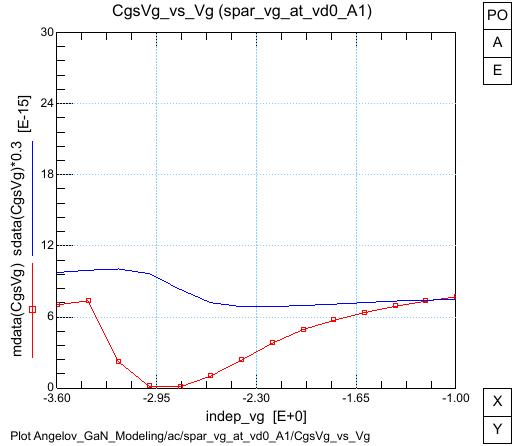 CgsVg_vs_Vg (spar_vg_at_vd0_A1)
PO
A
E
30
24
18
12
6
0
mdata(CgsVg) sdata(CgsVg)*0.3 [E-15]
-3.60
-2.95
-2.30
-1.65
-1.00
indep_vg [E+0]
X
Y
Plot Angelov_GaN_Modeling/ac/spar_vg_at_vd0_A1/CgsVg_vs_Vg